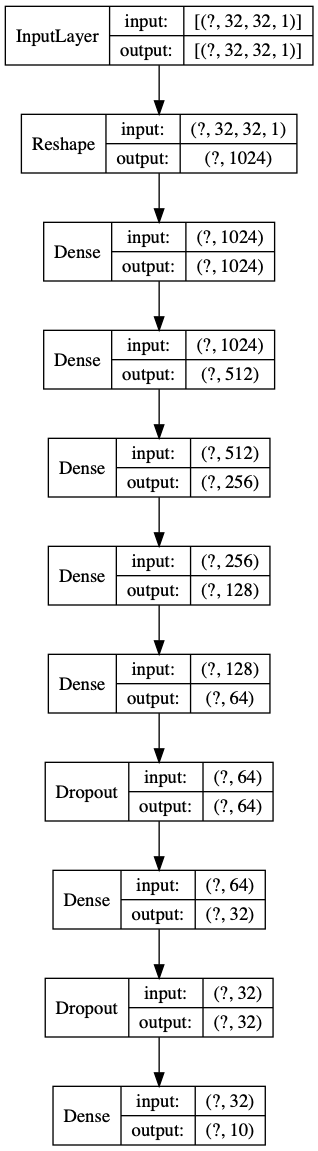 InputLayer
input: [(?, 32, 32, 1)]
output: [(?, 32, 32, 1)]
Reshape
input: (?, 32, 32, 1)
output: (?, 1024)
Dense
input: (?, 1024)
output: (?, 1024)
Dense
input: (?, 1024)
output: (?, 512)
Dense
input: (?, 512)
output: (?, 256)
Dense
input: (?, 256)
output: (?, 128)
Dense
input: (?, 128)
output: (?, 64)
Dropout
input: (?, 64)
output: (?, 64)
Dense
input: (?, 64)
output: (?, 32)
Dropout
input: (?, 32)
output: (?, 32)
Dense
input: (?, 32)
output: (?, 10)